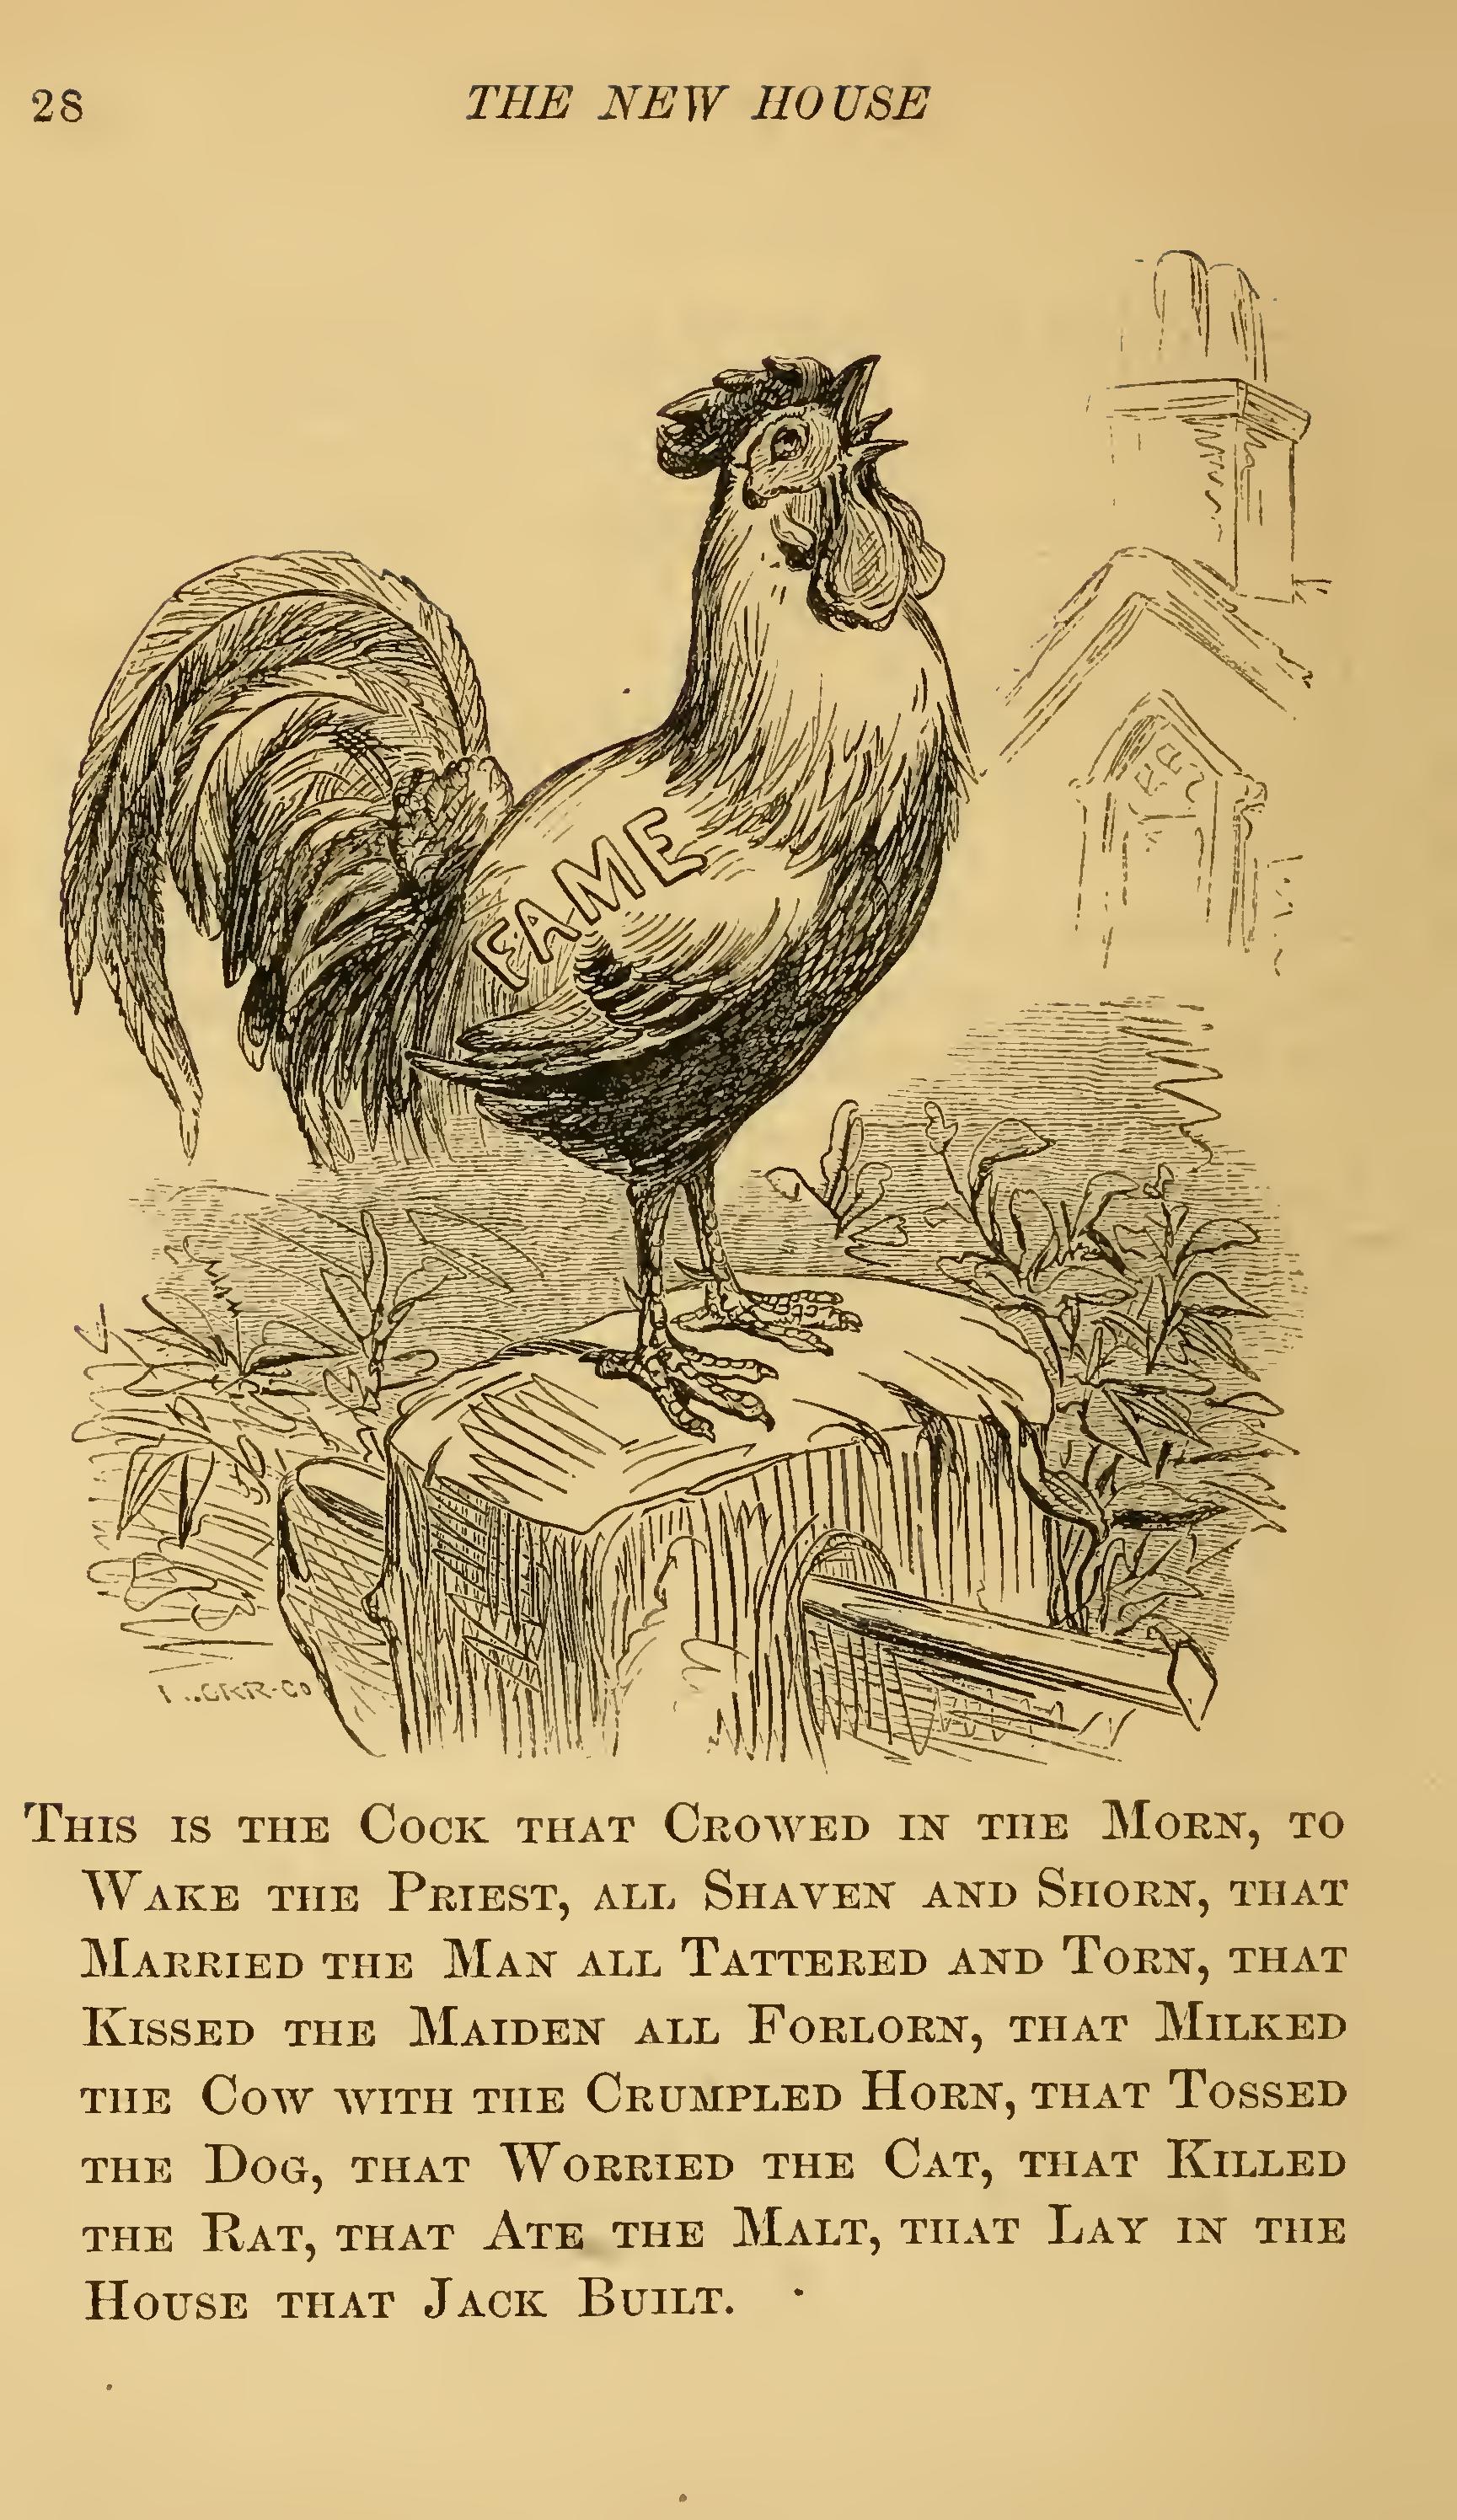 28 THE NEW HOUSE
FAME
This is the Cock that Crowed in the Morn, to
Wake the Priest, all Shaven and Shorn, that
Married the Man all Tattered and Torn, that
Kissed the Maiden all Forlorn, that Milked
the Cow with the Crumpled Horn, that Tossed
the Dog, that Worried the Cat, that Killed
the Rat, that Ate the Malt, that Lay in the
House that Jack Built.